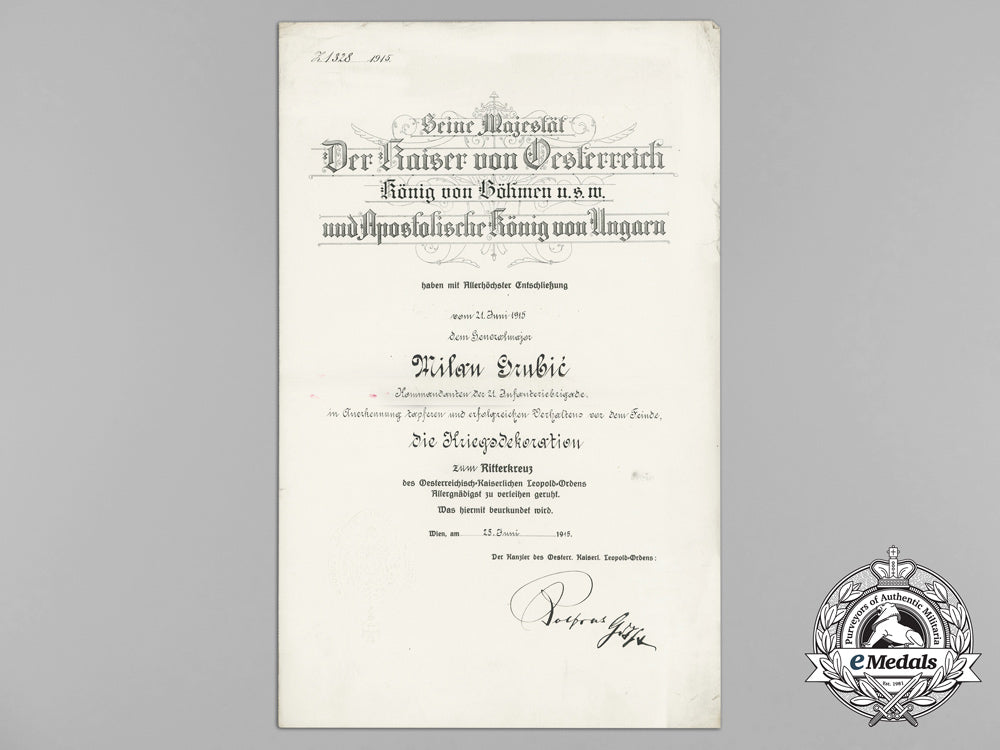 Z 1328 1915.
Seine Majestät
Der Kaiser von Oesterreich
König von Böhmen u. s. w.
und Apostolische König von Ungarn
haben mit Allerhöchster Entschließung
vom 21. Juni 1915
dem Generalmajor
Milan Grubić
Kommandanten der 21. Infanteriebrigade,
in Anerkennung tapferen und erfolgreichen Verhaltens vor dem Feinde,
die Kriegsdekoration
zum Ritterkreuz
des Oesterreichisch-Kaiserlichen Leopold-Ordens
Allergnädigst zu verleihen geruht.
Was hiermit beurkundet wird.
Wien, am 25. Juni 1915.
Der Kanzler des Oesterr. Kaiserl. Leopold-Ordens:
Purveyors of Authentic Militaria
eMedals
Est. 1981